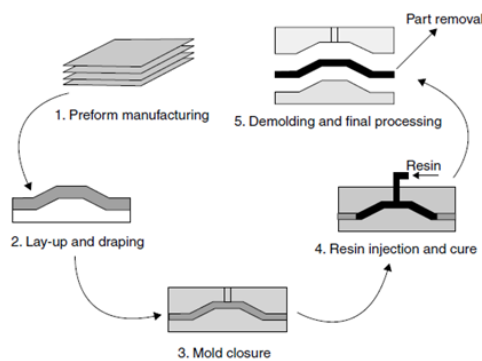 Part removal
1. Preform manufacturing
5. Demolding and final processing
Resin
2. Lay-up and draping
4. Resin injection and cure
3. Mold closure